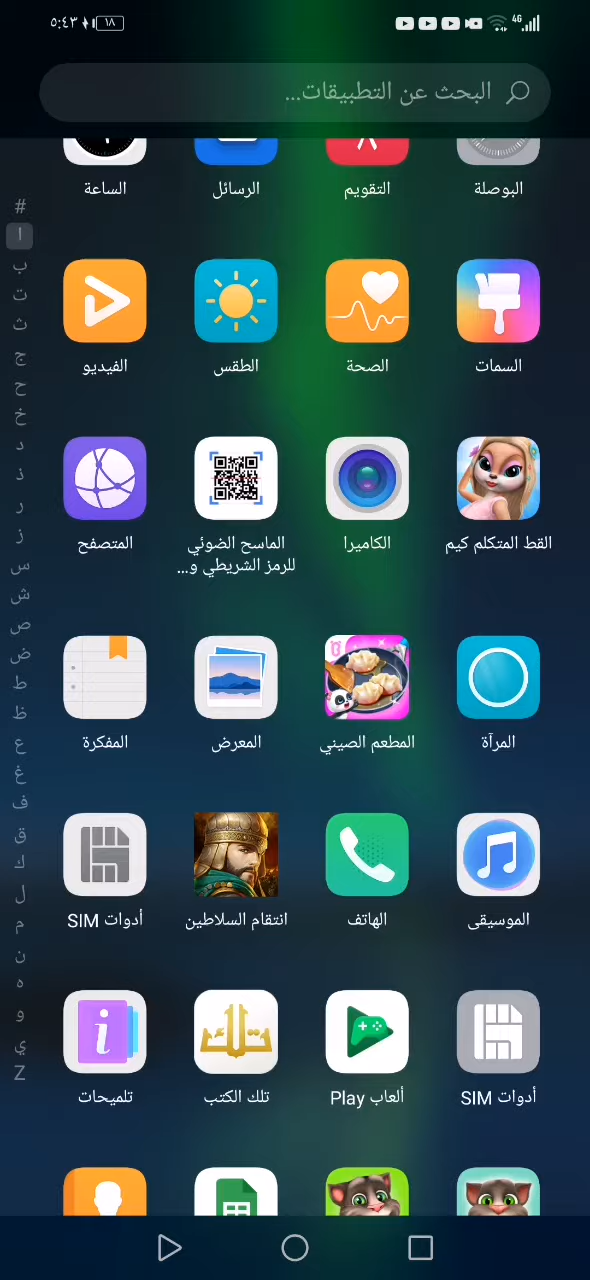 ٥:٤٣
١٨
4G
البحث عن التطبيقات...
البوصلة
التقويم
الرسائل
الساعة
السمات
الصحة
الطقس
الفيديو
القط المتكلم كيم
الكاميرا
الماسح الضوئي
للرمز الشريطي و...
المتصفح
المرآة
المطعم الصيني
المعرض
المفكرة
الموسيقى
الهاتف
انتقام السلاطين
أدوات SIM
أدوات SIM
ألعاب Play
تلك
تلك الكتب
i
تلميحات
#
ا
ب
ت
ث
ج
ح
خ
د
ذ
ر
ز
س
ش
ص
ض
ط
ظ
ع
غ
ف
ق
ك
ل
م
ن
ه
و
ي
Z